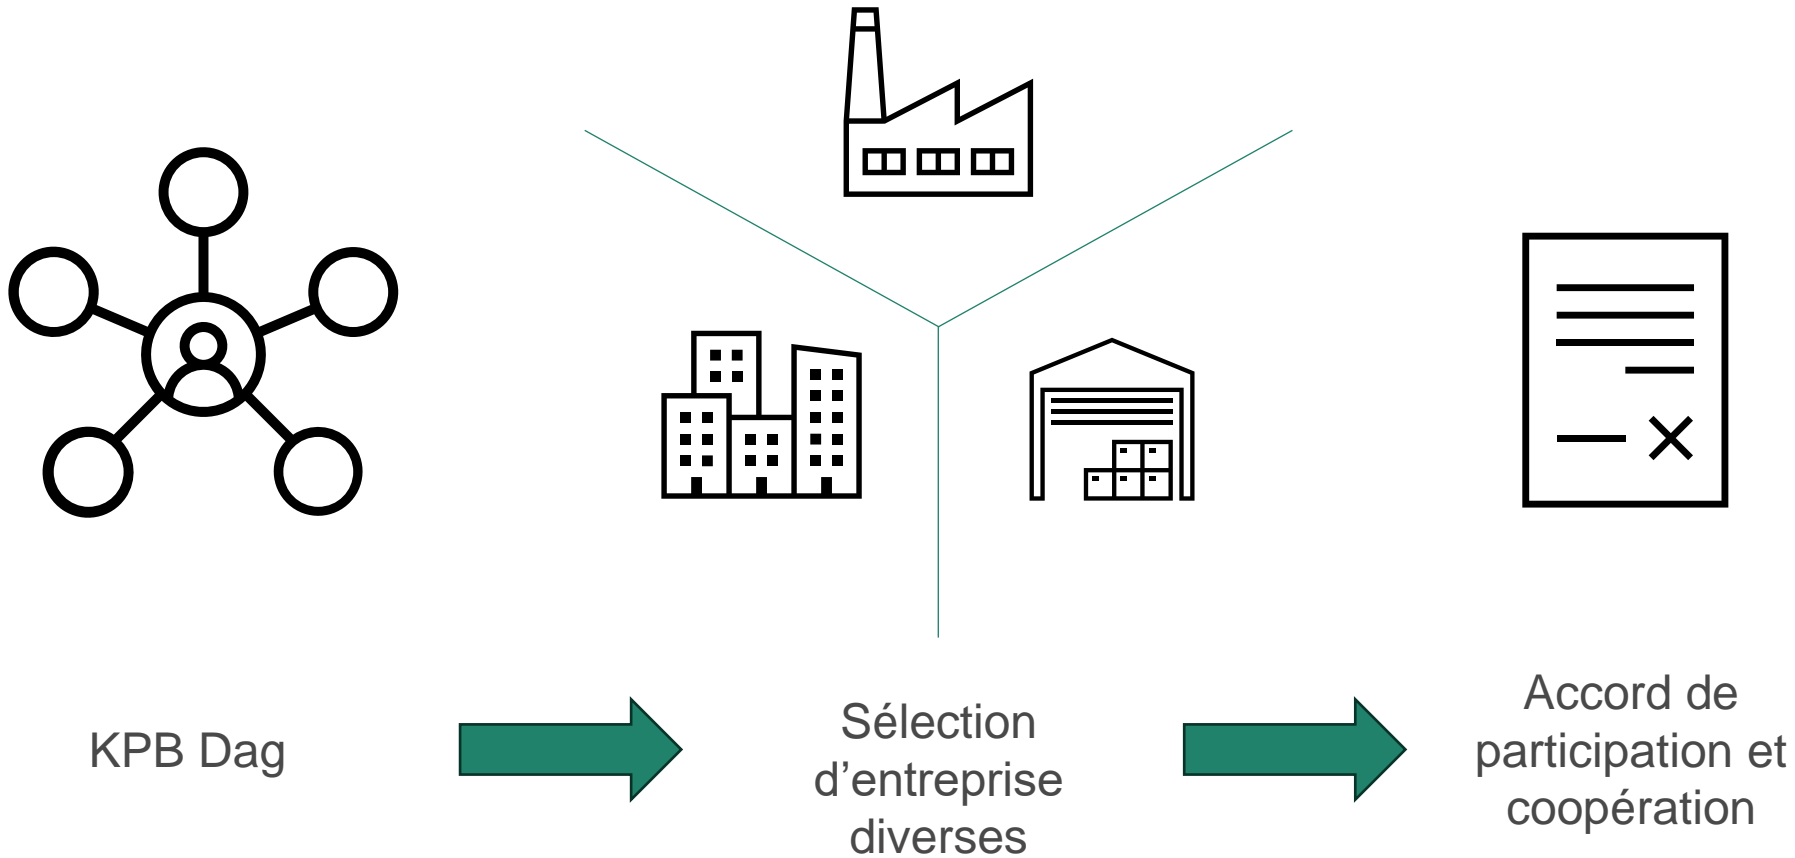 KPB Dag
Sélection
d’entreprise
diverses
Accord de
participation et
coopération